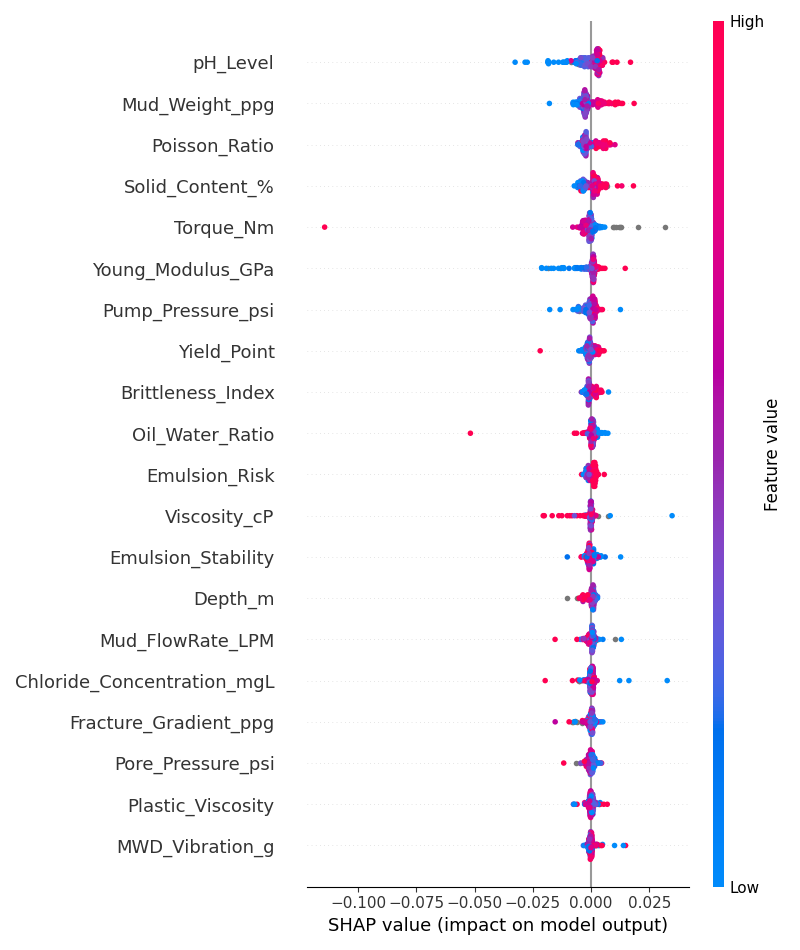 High
pH_Level
Mud_Weight_ppg
Poisson_Ratio
Solid_Content_%
Torque_Nm
Young_Modulus_GPa
Pump_Pressure_psi
Yield_Point
Brittleness_Index
Oil_Water_Ratio
Emulsion_Risk
Viscosity_cP
Emulsion_Stability
Depth_m
Mud_FlowRate_LPM
Chloride_Concentration_mgL
Fracture_Gradient_ppg
Pore_Pressure_psi
Plastic_Viscosity
MWD_Vibration_g
Feature value
Low
−0.100 −0.075 −0.050 −0.025 0.000 0.025
SHAP value (impact on model output)